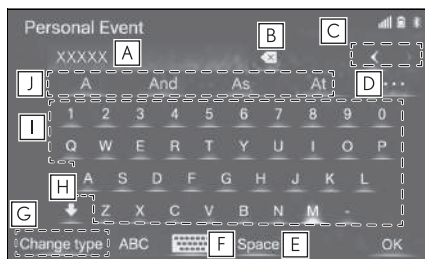 Personal Event
XXXXX A B C
J A And As At D ...
I 1 2 3 4 5 6 7 8 9 0
Q W E R T Y U I O P
H A S D F G H J K L
G Z X C V B N M -
Change type ABC F Space E OK